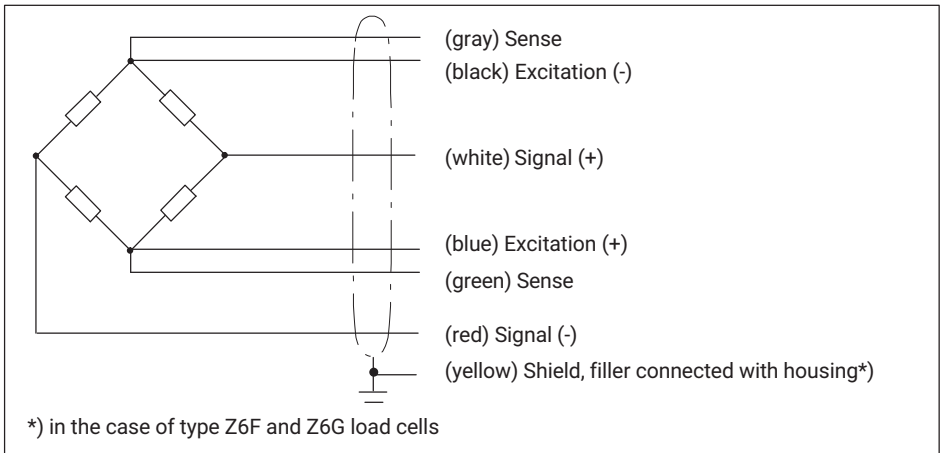 (gray) Sense
(black) Excitation (-)
(white) Signal (+)
(blue) Excitation (+)
(green) Sense
(red) Signal (-)
(yellow) Shield, filler connected with housing*)
*) in the case of type Z6F and Z6G load cells